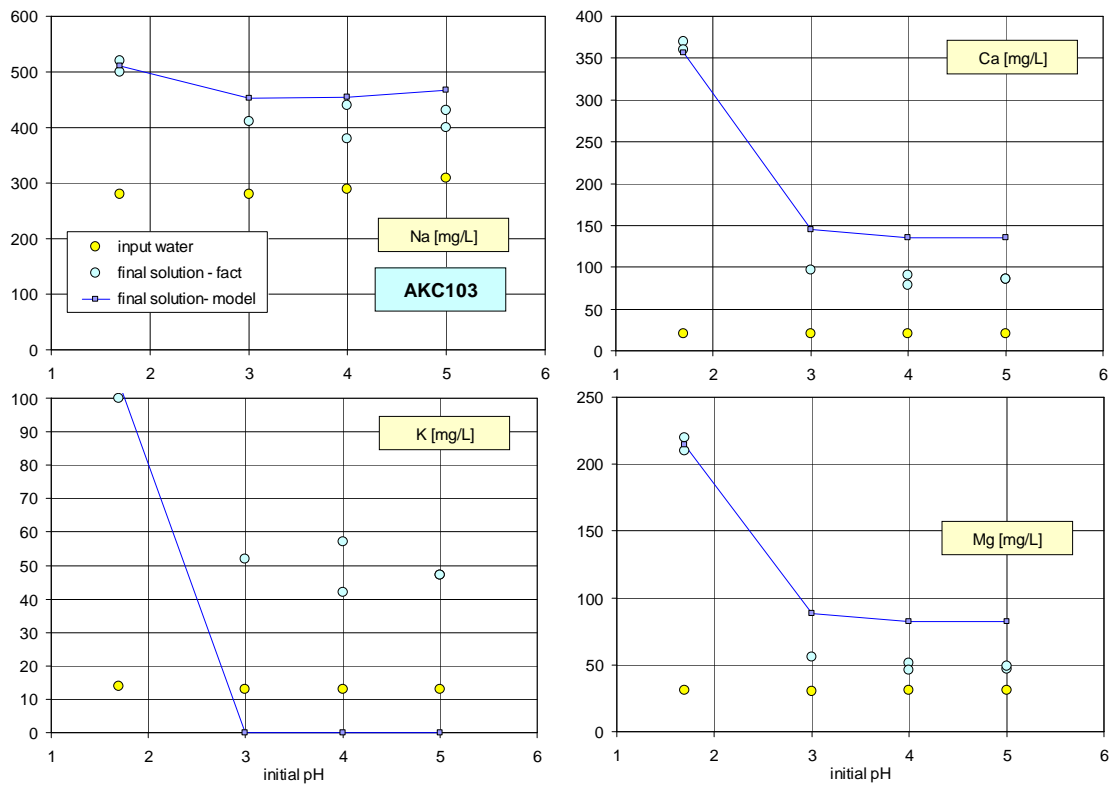 600
500
400
300
200
100
0
1 2 3 4 5 6
Na [mg/L]
AKC103
input water
final solution - fact
final solution- model
400
350
300
250
200
150
100
50
0
1 2 3 4 5 6
Ca [mg/L]
100
90
80
70
60
50
40
30
20
10
0
1 2 3 4 5 6
initial pH
K [mg/L]
250
200
150
100
50
0
1 2 3 4 5 6
initial pH
Mg [mg/L]